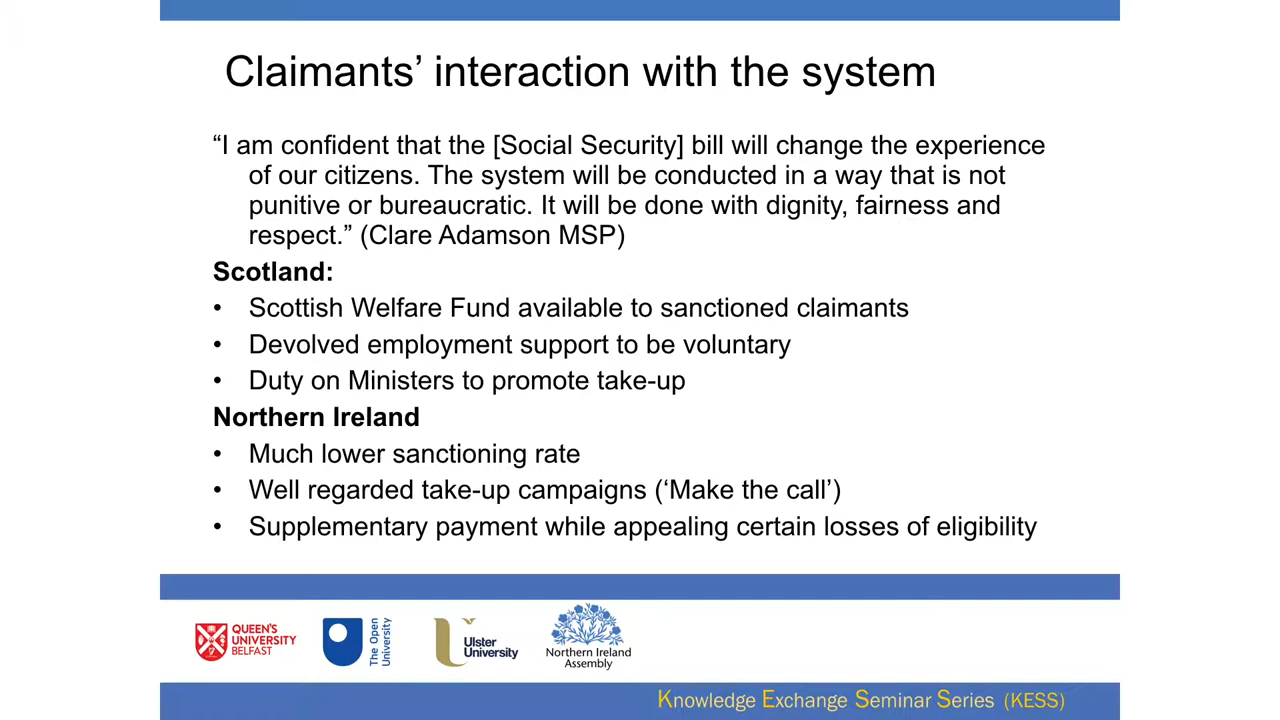 Claimants’ interaction with the system
“I am confident that the [Social Security] bill will change the experience
of our citizens. The system will be conducted in a way that is not
punitive or bureaucratic. It will be done with dignity, fairness and
respect.” (Clare Adamson MSP)
Scotland:
• Scottish Welfare Fund available to sanctioned claimants
• Devolved employment support to be voluntary
• Duty on Ministers to promote take-up
Northern Ireland
• Much lower sanctioning rate
• Well regarded take-up campaigns (‘Make the call’)
• Supplementary payment while appealing certain losses of eligibility
QUEEN'S
UNIVERSITY
BELFAST
The Open
University
Ulster
University
Northern Ireland
Assembly
Knowledge Exchange Seminar Series (KESS)